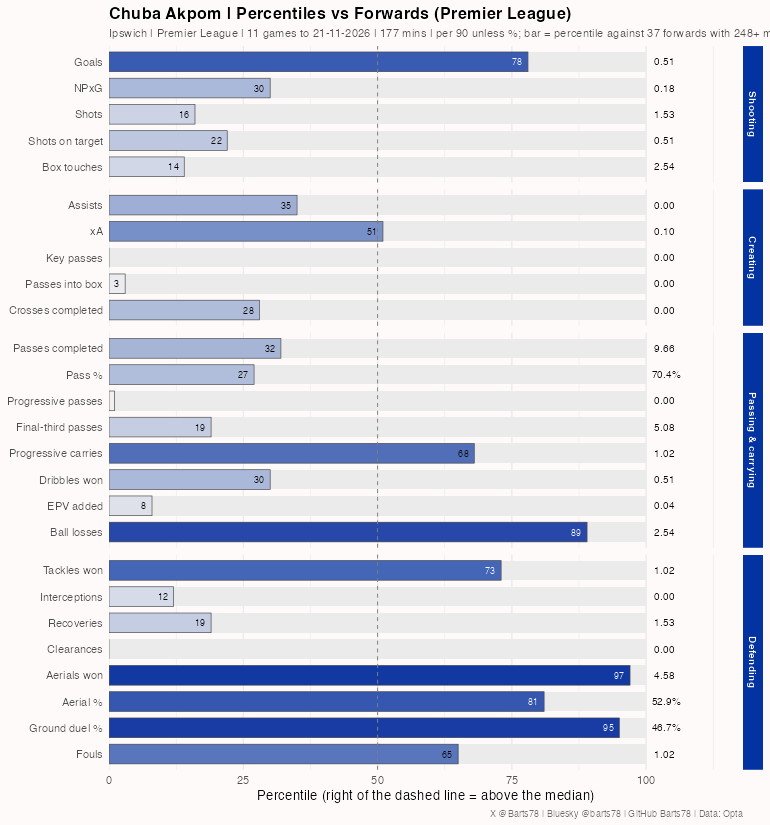 Chuba Akpom | Percentiles vs Forwards (Premier League)
Ipswich | Premier League | 11 games to 21-11-2026 | 177 mins | per 90 unless %; bar = percentile against 37 forwards with 248+ m
Shooting
Goals 78 0.51
NPxG 30 0.18
Shots 16 1.53
Shots on target 22 0.51
Box touches 14 2.54
Creating
Assists 35 0.00
xA 51 0.10
Key passes 0.00
Passes into box 3 0.00
Crosses completed 28 0.00
Passing & carrying
Passes completed 32 9.66
Pass % 27 70.4%
Progressive passes 0.00
Final-third passes 19 5.08
Progressive carries 68 1.02
Dribbles won 30 0.51
EPV added 8 0.04
Ball losses 89 2.54
Defending
Tackles won 73 1.02
Interceptions 12 0.00
Recoveries 19 1.53
Clearances 0.00
Aerials won 97 4.58
Aerial % 81 52.9%
Ground duel % 95 46.7%
Fouls 65 1.02
0 25 50 75 100
Percentile (right of the dashed line = above the median)
X @Barts78 | Bluesky @barts78 | GitHub Barts78 | Data: Opta